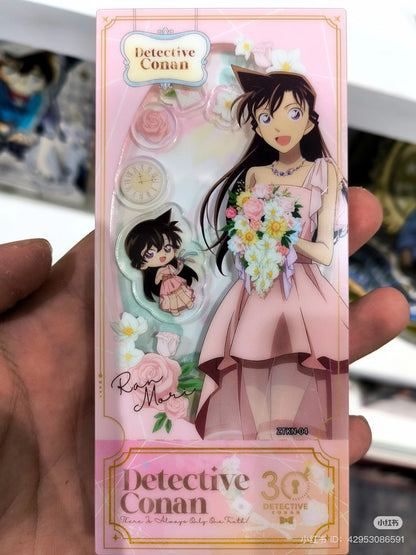 Detective
Conan
Ran
Mori
ZTKN-04
Detective
Conan
There Is Always Only One Truth!
30
DETECTIVE
CONAN
小红书
小红书 ID: 42953086591